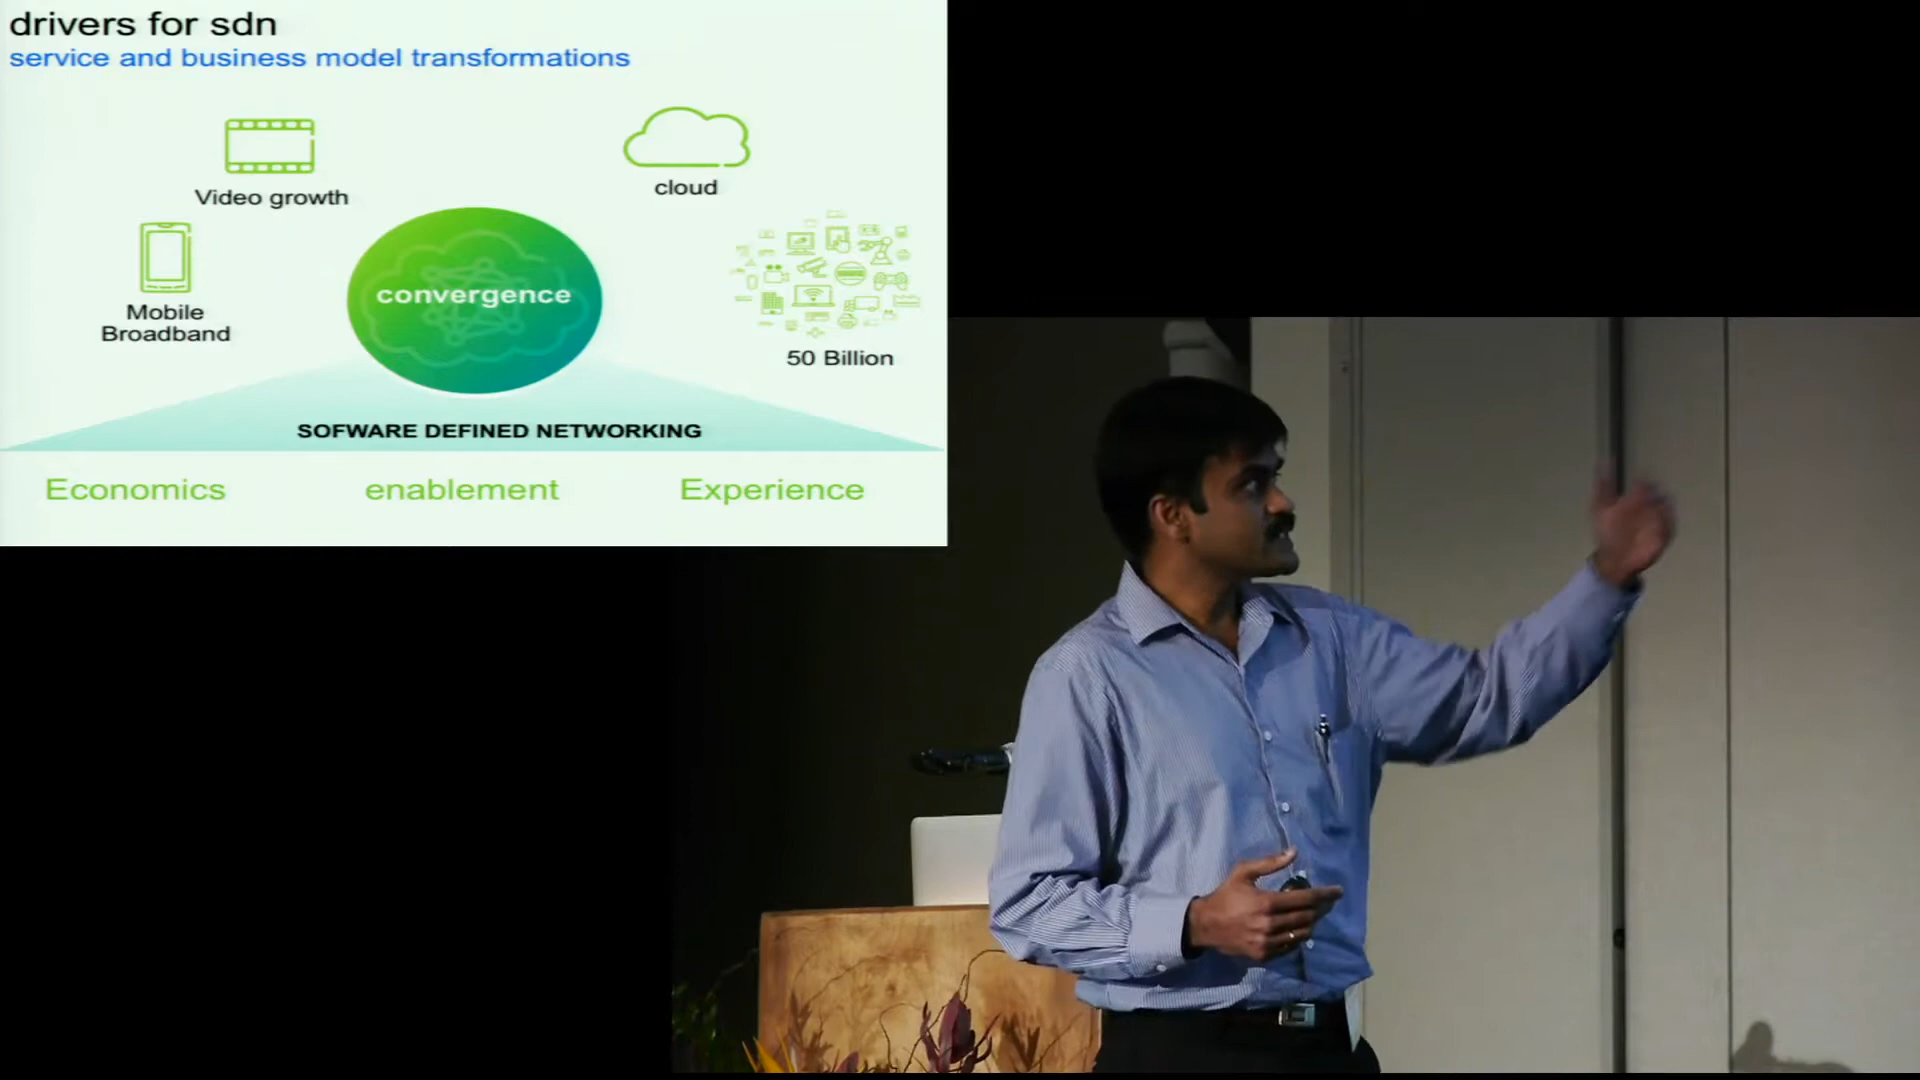 drivers for sdn
service and business model transformations
Video growth
cloud
Mobile
Broadband
convergence
50 Billion
SOFWARE DEFINED NETWORKING
Economics enablement Experience